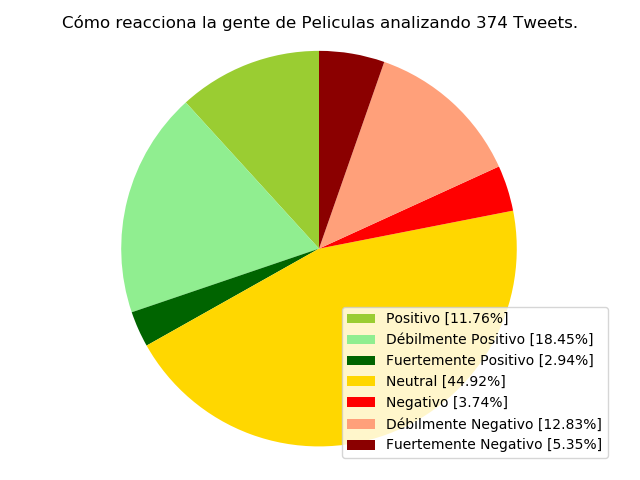 Cómo reacciona la gente de Peliculas analizando 374 Tweets.
Positivo [11.76%]
Débilmente Positivo [18.45%]
Fuertemente Positivo [2.94%]
Neutral [44.92%]
Negativo [3.74%]
Débilmente Negativo [12.83%]
Fuertemente Negativo [5.35%]